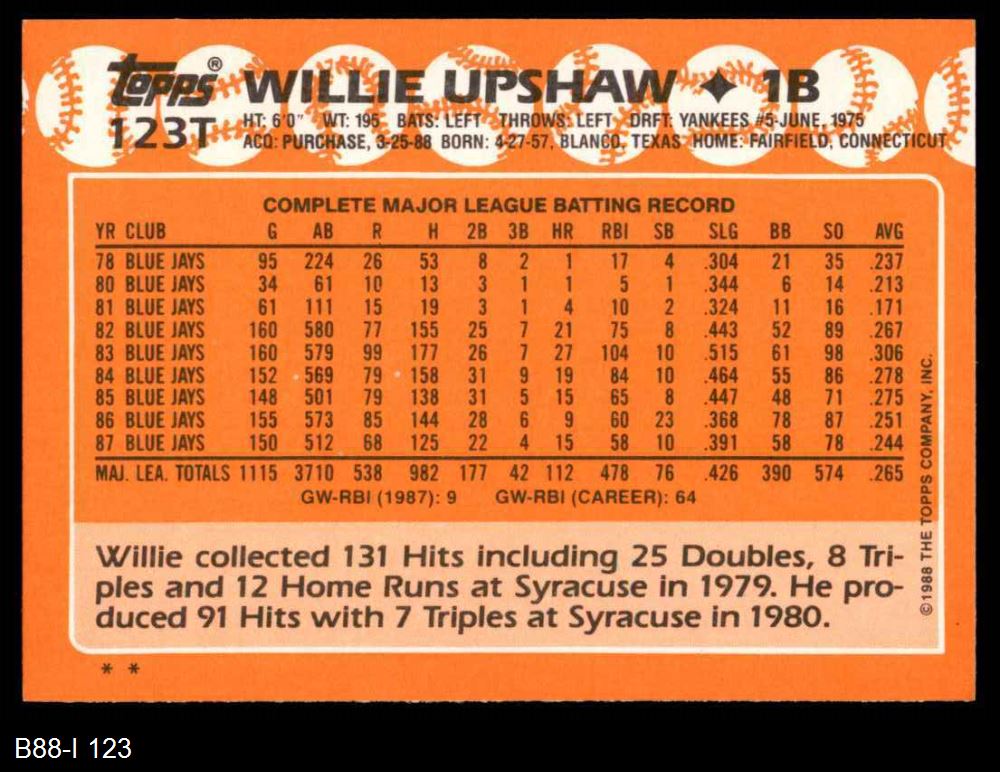 topps® WILLIE UPSHAW ✦ 1B
123T HT: 6'0" WT: 195 BATS: LEFT THROWS: LEFT DRFT: YANKEES #5-JUNE, 1975
ACQ: PURCHASE, 3-25-88 BORN: 4-27-57, BLANCO, TEXAS HOME: FAIRFIELD, CONNECTICUT
COMPLETE MAJOR LEAGUE BATTING RECORD
YR CLUB G AB R H 2B 3B HR RBI SB SLG BB SO AVG
78 BLUE JAYS 95 224 26 53 8 2 1 17 4 .304 21 35 .237
80 BLUE JAYS 34 61 10 13 3 1 1 5 1 .344 6 14 .213
81 BLUE JAYS 61 111 15 19 3 1 4 10 2 .324 11 16 .171
82 BLUE JAYS 160 580 77 155 25 7 21 75 8 .443 52 89 .267
83 BLUE JAYS 160 579 99 177 26 7 27 104 10 .515 61 98 .306
84 BLUE JAYS 152 569 79 158 31 9 19 84 10 .464 55 86 .278
85 BLUE JAYS 148 501 79 138 31 5 15 65 8 .447 48 71 .275
86 BLUE JAYS 155 573 85 144 28 6 9 60 23 .368 78 87 .251
87 BLUE JAYS 150 512 68 125 22 4 15 58 10 .391 58 78 .244
MAJ. LEA. TOTALS 1115 3710 538 982 177 42 112 478 76 .426 390 574 .265
GW-RBI (1987): 9 GW-RBI (CAREER): 64
Willie collected 131 Hits including 25 Doubles, 8 Tri-
ples and 12 Home Runs at Syracuse in 1979. He pro-
duced 91 Hits with 7 Triples at Syracuse in 1980.
©1988 THE TOPPS COMPANY, INC.
* *
B88-I 123